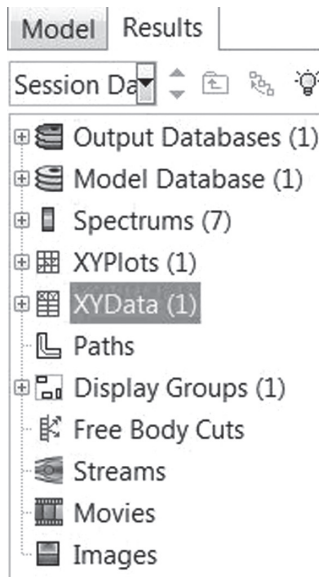 Model Results
Session Da
Output Databases (1)
Model Database (1)
Spectrums (7)
XYPlots (1)
XYData (1)
Paths
Display Groups (1)
Free Body Cuts
Streams
Movies
Images